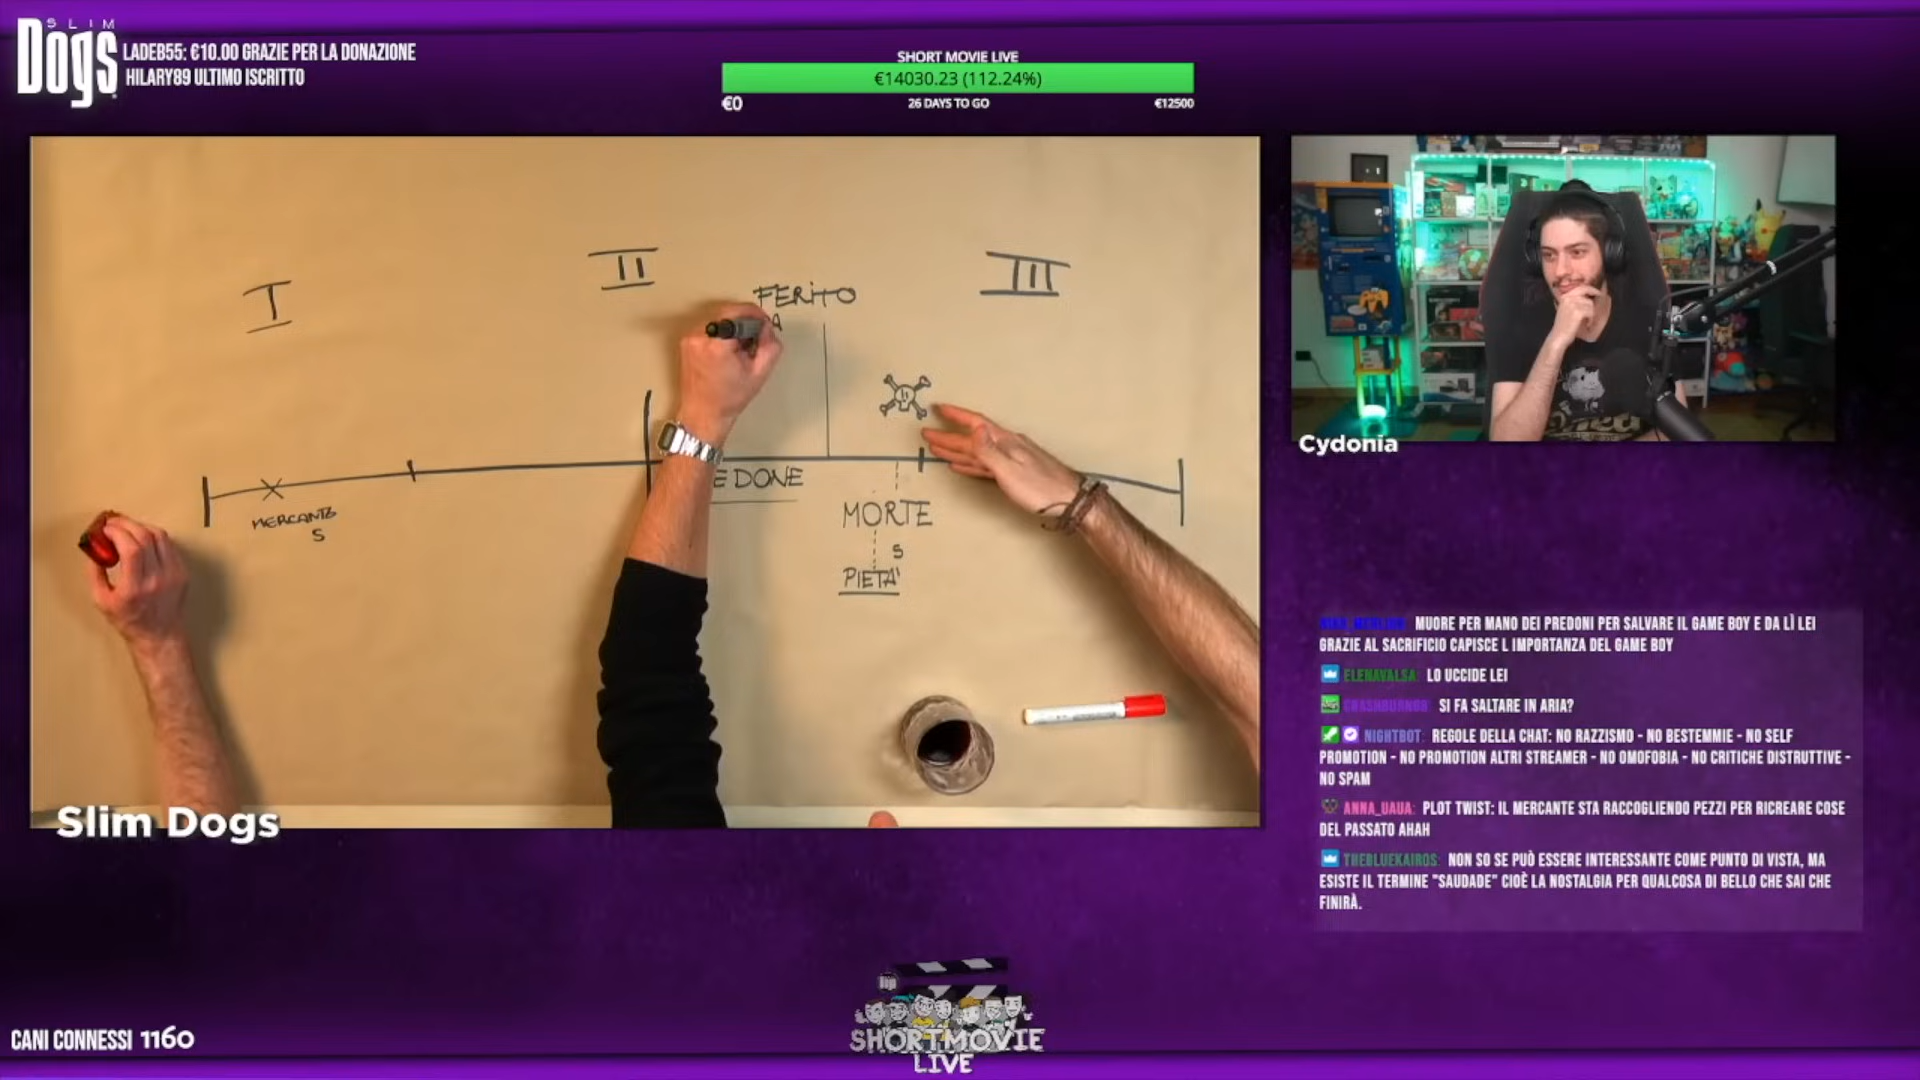 SLIM
Dogs
LADEB55: €10.00 GRAZIE PER LA DONAZIONE
HILARY89 ULTIMO ISCRITTO
SHORT MOVIE LIVE
€14030.23 (112.24%)
€0
26 DAYS TO GO
€12500
I
II
III
FERITO
A
MERCANTE
S
EDONE
MORTE
S
PIETA'
Slim Dogs
Cydonia
MUORE PER MANO DEI PREDONI PER SALVARE IL GAME BOY E DA LÌ LEI
GRAZIE AL SACRIFICIO CAPISCE L IMPORTANZA DEL GAME BOY
ELENAVALSA: LO UCCIDE LEI
SI FA SALTARE IN ARIA?
NIGHTBOT: REGOLE DELLA CHAT: NO RAZZISMO - NO BESTEMMIE - NO SELF
PROMOTION - NO PROMOTION ALTRI STREAMER - NO OMOFOBIA - NO CRITICHE DISTRUTTIVE -
NO SPAM
ANNA_UAUA: PLOT TWIST: IL MERCANTE STA RACCOGLIENDO PEZZI PER RICREARE COSE
DEL PASSATO AHAH
THEBLUEKAIROS: NON SO SE PUÒ ESSERE INTERESSANTE COME PUNTO DI VISTA, MA
ESISTE IL TERMINE "SAUDADE" CIOÈ LA NOSTALGIA PER QUALCOSA DI BELLO CHE SAI CHE
FINIRÀ.
SHORTMOVIE
LIVE
CANI CONNESSI 1160